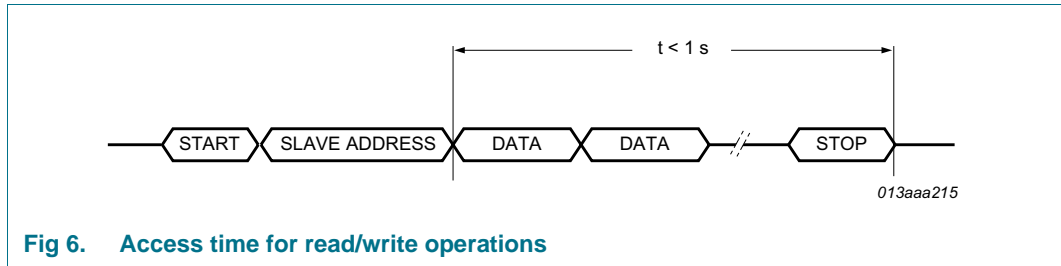 t < 1 s
START SLAVE ADDRESS DATA DATA STOP
013aaa215
Fig 6. Access time for read/write operations